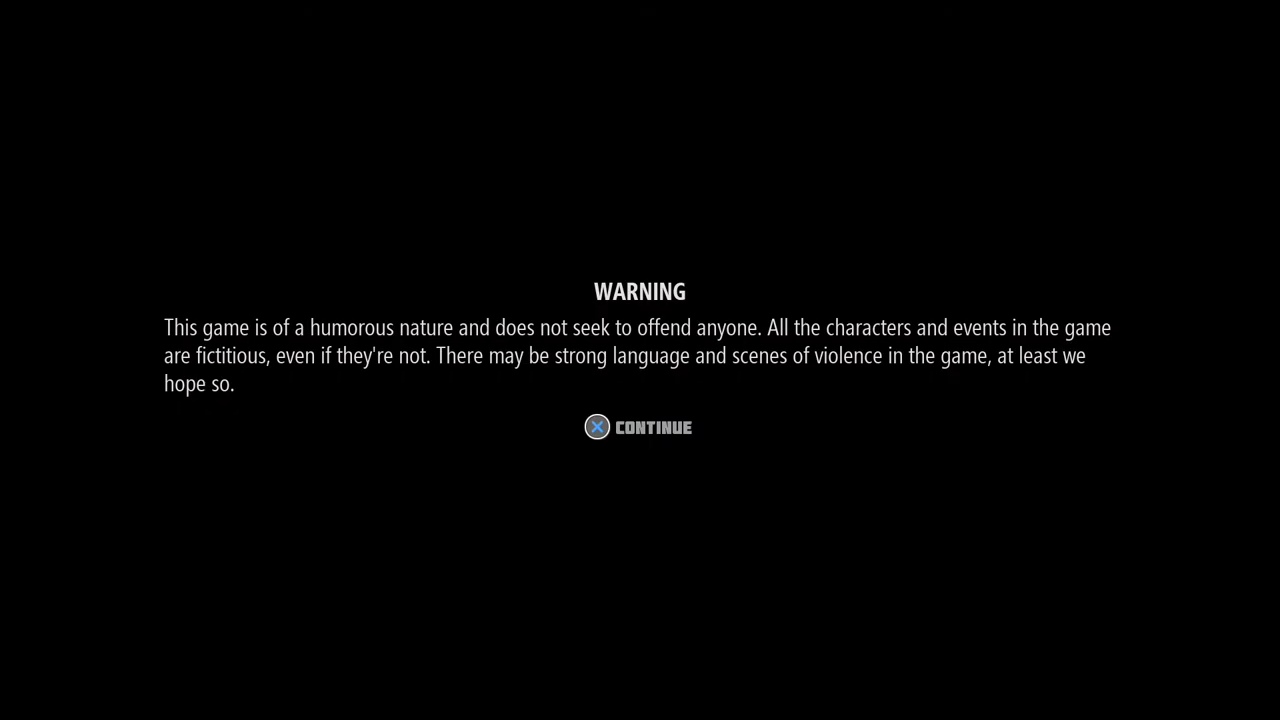 WARNING
This game is of a humorous nature and does not seek to offend anyone. All the characters and events in the game
are fictitious, even if they're not. There may be strong language and scenes of violence in the game, at least we
hope so.
CONTINUE